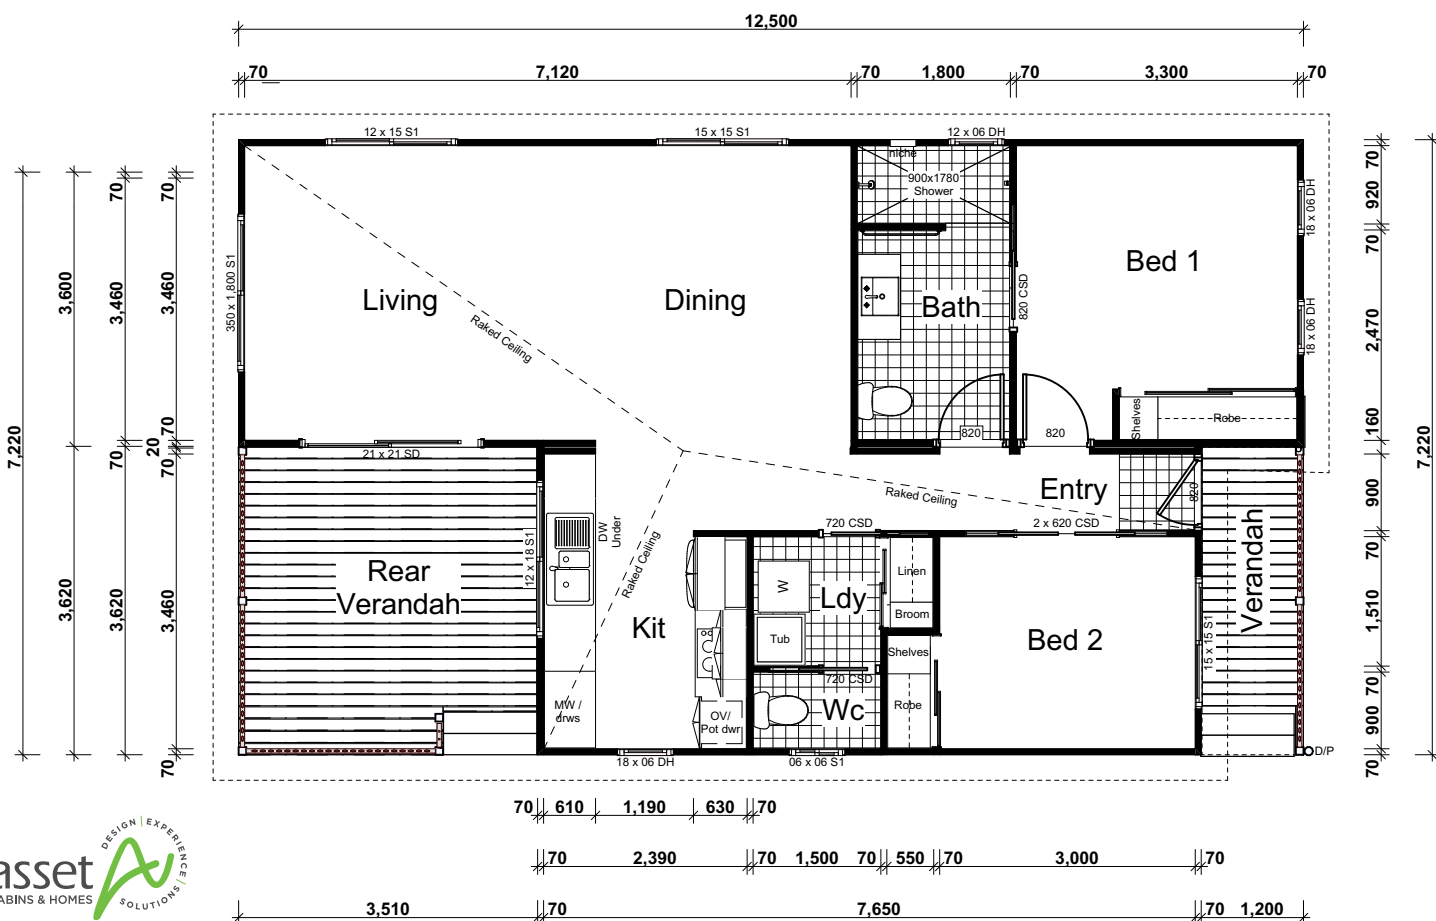 12,500
70 7,120 70 1,800 70 3,300 70
12 x 15 S1
15 x 15 S1
12 x 06 DH
niche
900x1780
Shower
18 x 06 DH
18 x 06 DH
350 x 1,800 S1
Living
Dining
Bath
Bed 1
820 CSD
Raked Ceiling
Shelves
Robe
820
820
21 x 21 SD
Raked Ceiling
Entry
820
720 CSD
2 x 620 CSD
Rear
Verandah
12 x 18 S1
DW
Under
Raked Ceiling
Kit
W
Tub
Ldy
Linen
Broom
Bed 2
15 x 15 S1
Verandah
Shelves
Robe
720 CSD
Wc
MW /
drws
OV/
Pot dwr
18 x 06 DH
06 x 06 S1
D/P
7,220
3,600
3,620
70
3,460
70
3,620
70
3,460
70
20
70
3,460
70
70
920
70
2,470
160
70
900
70
1,510
70
900
70
7,220
70 610 1,190 630 70
70 2,390 70 1,500 70 550 70 3,000 70
3,510 70 7,650 70 1,200
asset
CABINS & HOMES
DESIGN | EXPERIENCE | SOLUTIONS